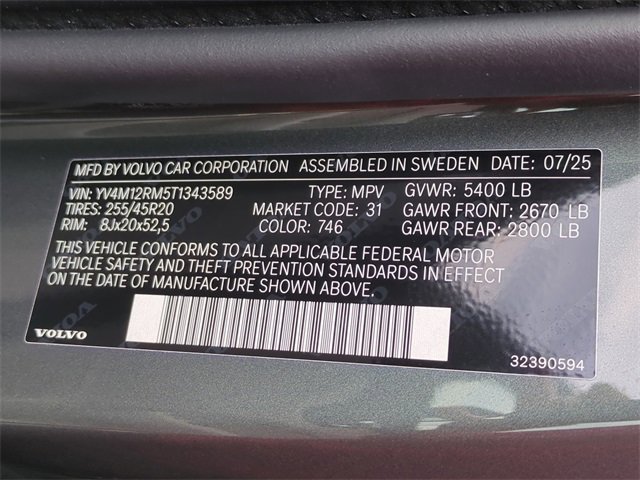 MFD BY VOLVO CAR CORPORATION ASSEMBLED IN SWEDEN DATE: 07/25
VIN: YV4M12RM5T1343589 TYPE: MPV GVWR: 5400 LB
TIRES: 255/45R20 MARKET CODE: 31 GAWR FRONT: 2670 LB
RIM: 8Jx20x52,5 COLOR: 746 GAWR REAR: 2800 LB
THIS VEHICLE CONFORMS TO ALL APPLICABLE FEDERAL MOTOR
VEHICLE SAFETY AND THEFT PREVENTION STANDARDS IN EFFECT
ON THE DATE OF MANUFACTURE SHOWN ABOVE.
VOLVO
32390594